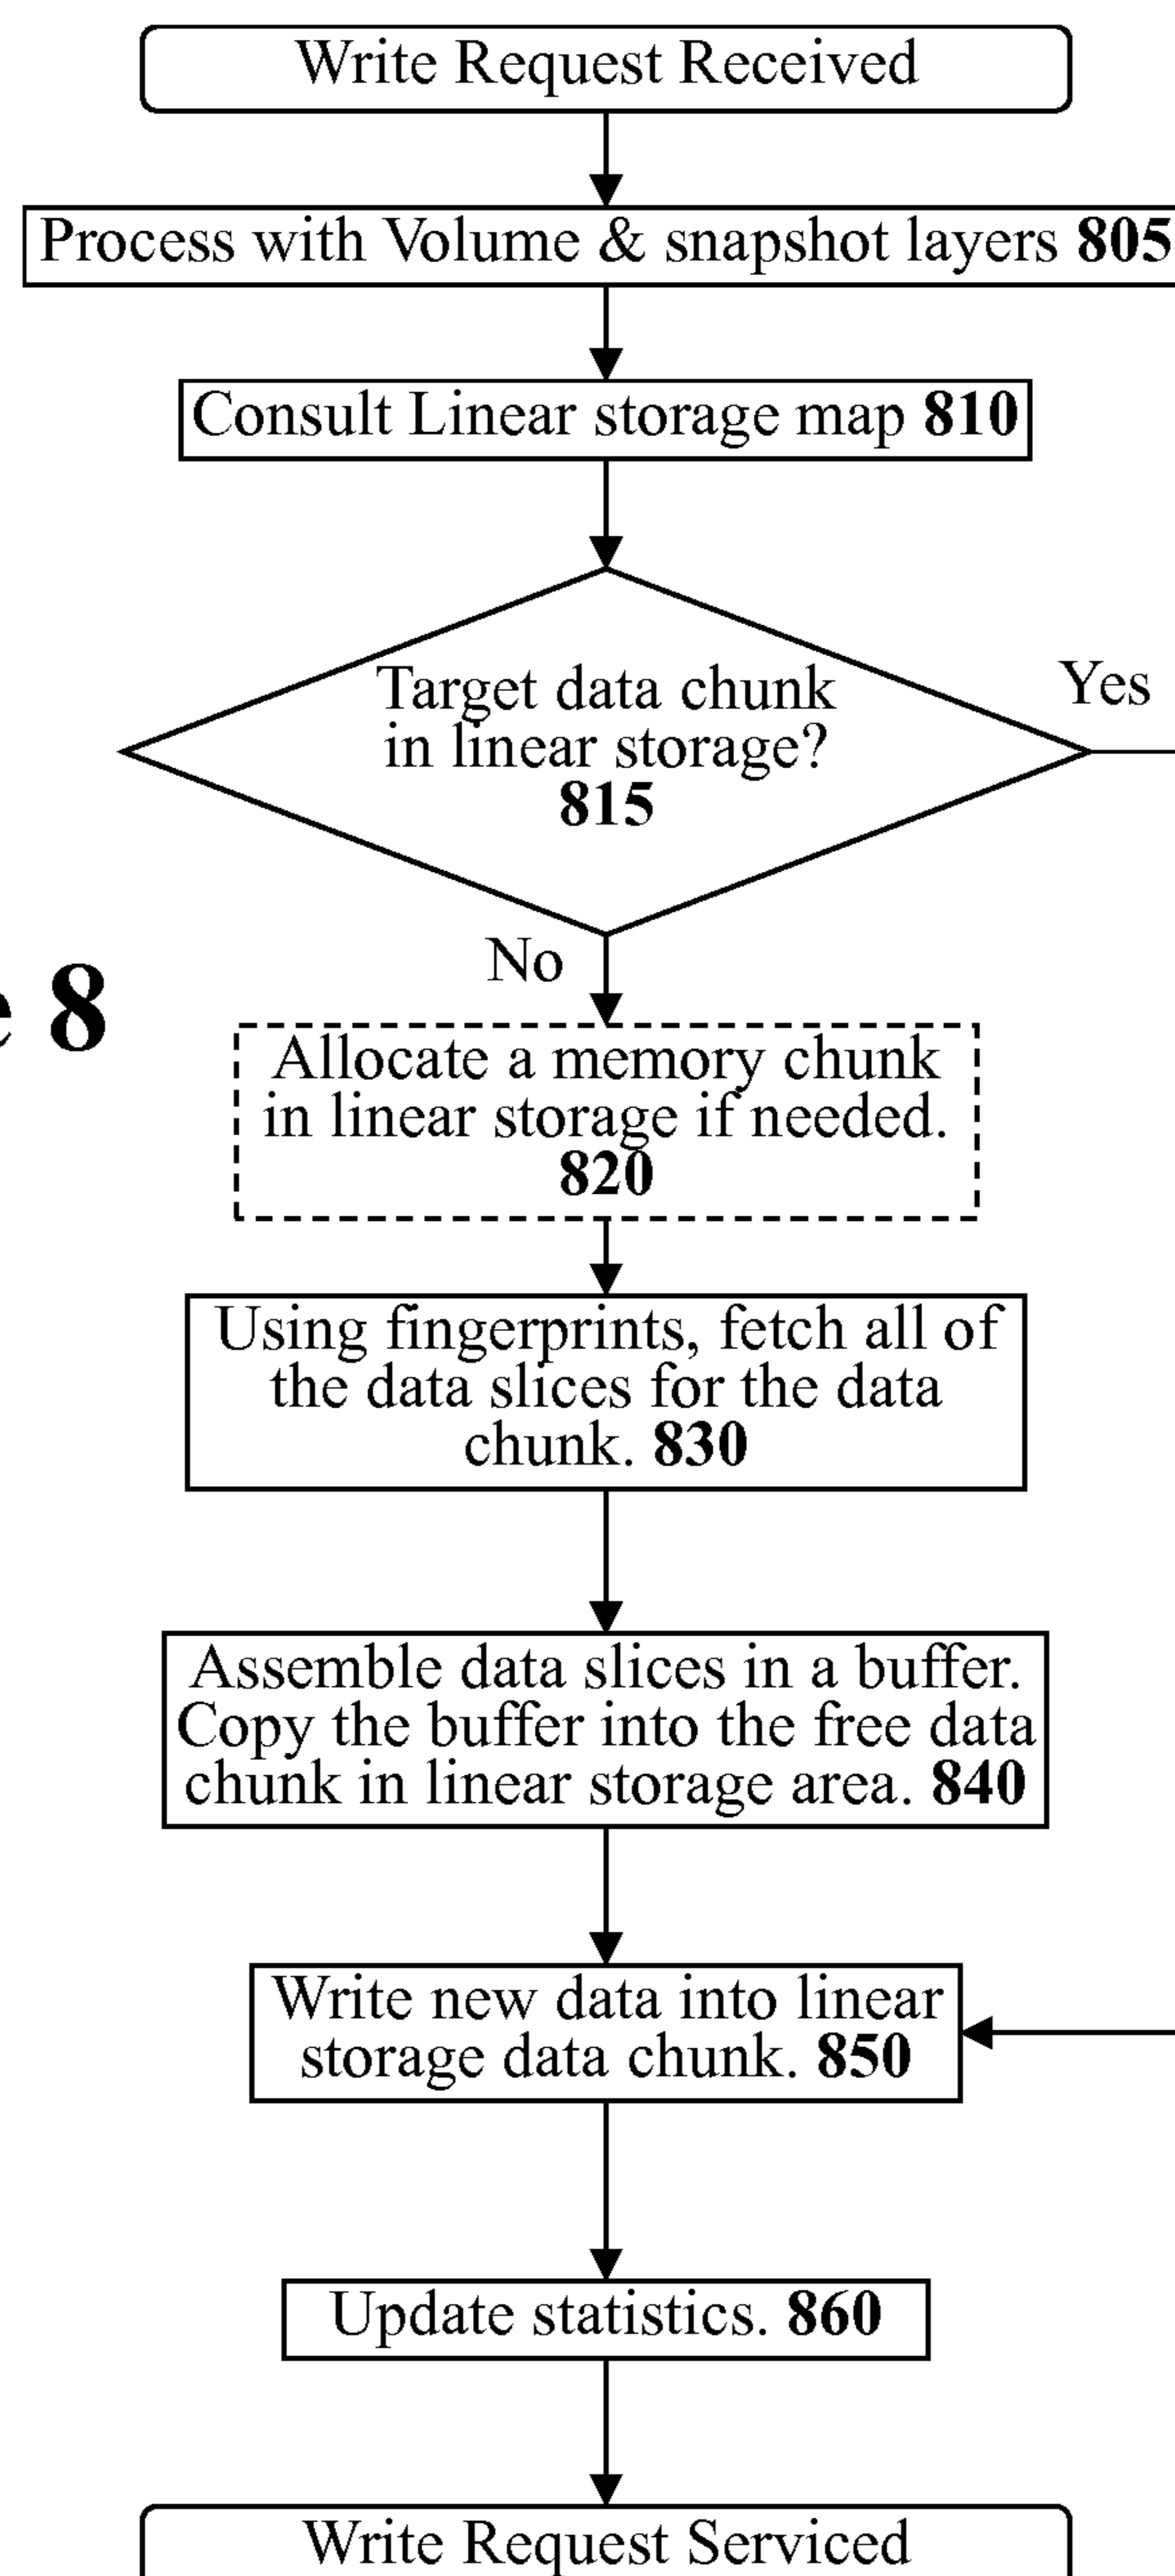 Write Request Received
Process with Volume & snapshot layers 805
Consult Linear storage map 810
Target data chunk
in linear storage?
815
Yes
No
8
Allocate a memory chunk
in linear storage if needed.
820
Using fingerprints, fetch all of
the data slices for the data
chunk. 830
Assemble data slices in a buffer.
Copy the buffer into the free data
chunk in linear storage area. 840
Write new data into linear
storage data chunk. 850
Update statistics. 860
Write Request Serviced